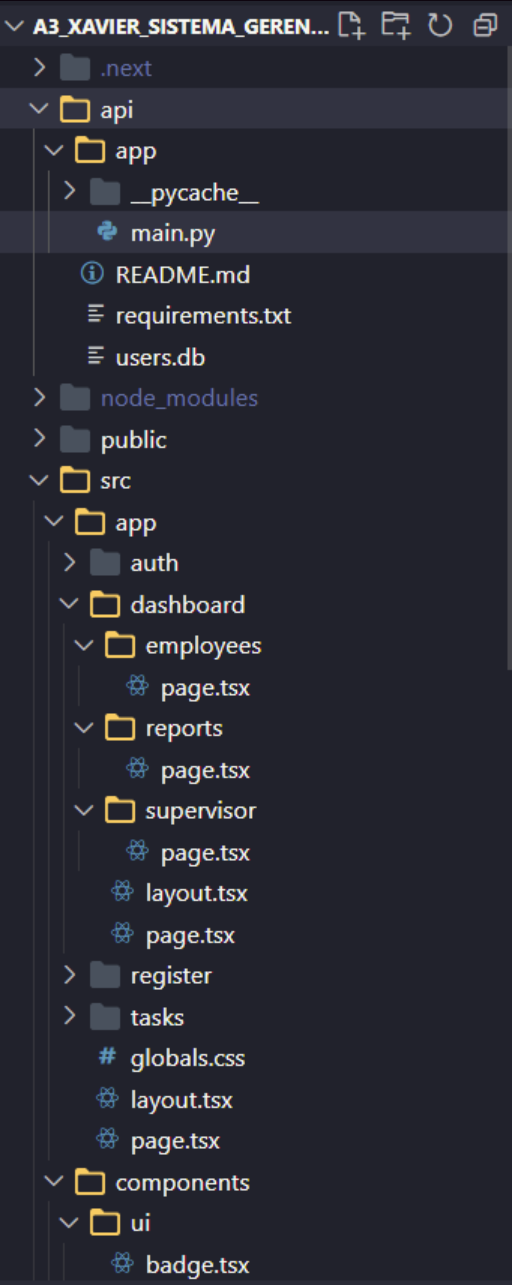 A3_XAVIER_SISTEMA_GEREN...
.next
api
app
__pycache__
main.py
README.md
requirements.txt
users.db
node_modules
public
src
app
auth
dashboard
employees
page.tsx
reports
page.tsx
supervisor
page.tsx
layout.tsx
page.tsx
register
tasks
# globals.css
layout.tsx
page.tsx
components
ui
badge.tsx